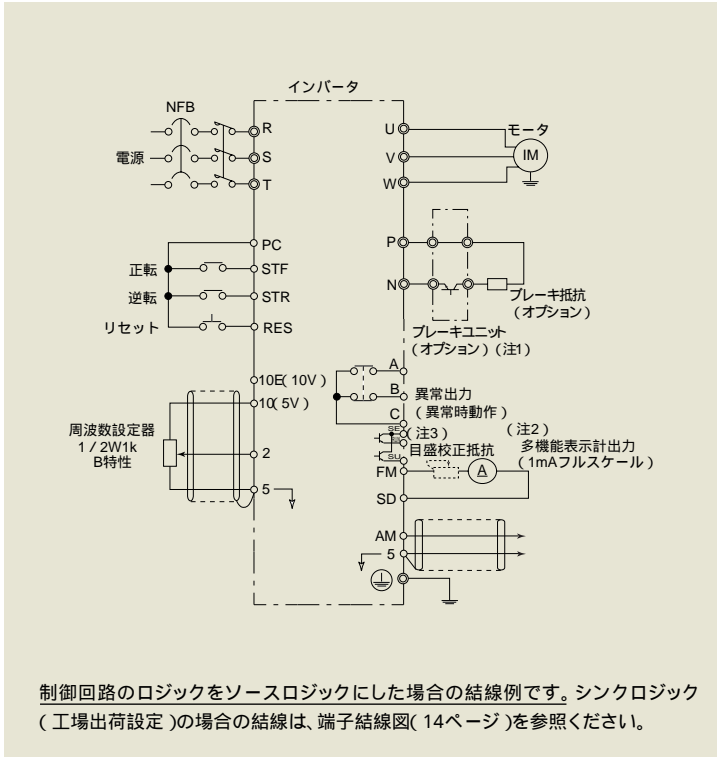 インバータ
NFB
R
電源
S
T
U
V
W
モータ
IM
PC
正転
STF
逆転
STR
リセット
RES
P
N
ブレーキ抵抗
(オプション)
ブレーキユニット
(オプション)(注1)
10E(10V)
10(5V)
周波数設定器
1/2W1k
B特性
2
5
A
B
C
異常出力
(異常時動作)
SE
(注3)
SU
目盛校正抵抗
(注2)
多機能表示計出力
(1mAフルスケール)
FM
A
SD
AM
5
制御回路のロジックをソースロジックにした場合の結線例です。シンクロジック
(工場出荷設定)の場合の結線は、端子結線図(14ページ)を参照ください。